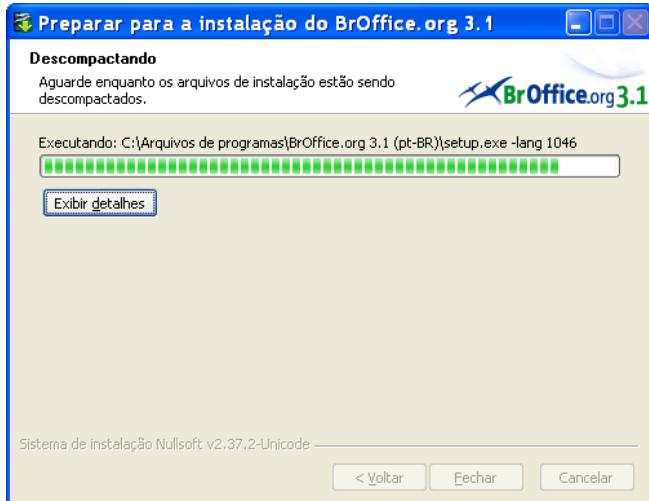 Preparar para a instalação do BrOffice.org 3.1
Descompactando
Aguarde enquanto os arquivos de instalação estão sendo
descompactados.
BrOffice.org 3.1
Executando: C:\Arquivos de programas\BrOffice.org 3.1 (pt-BR)\setup.exe -lang 1046
Exibir detalhes
Sistema de instalação Nullsoft v2.37.2-Unicode
< Voltar
Fechar
Cancelar